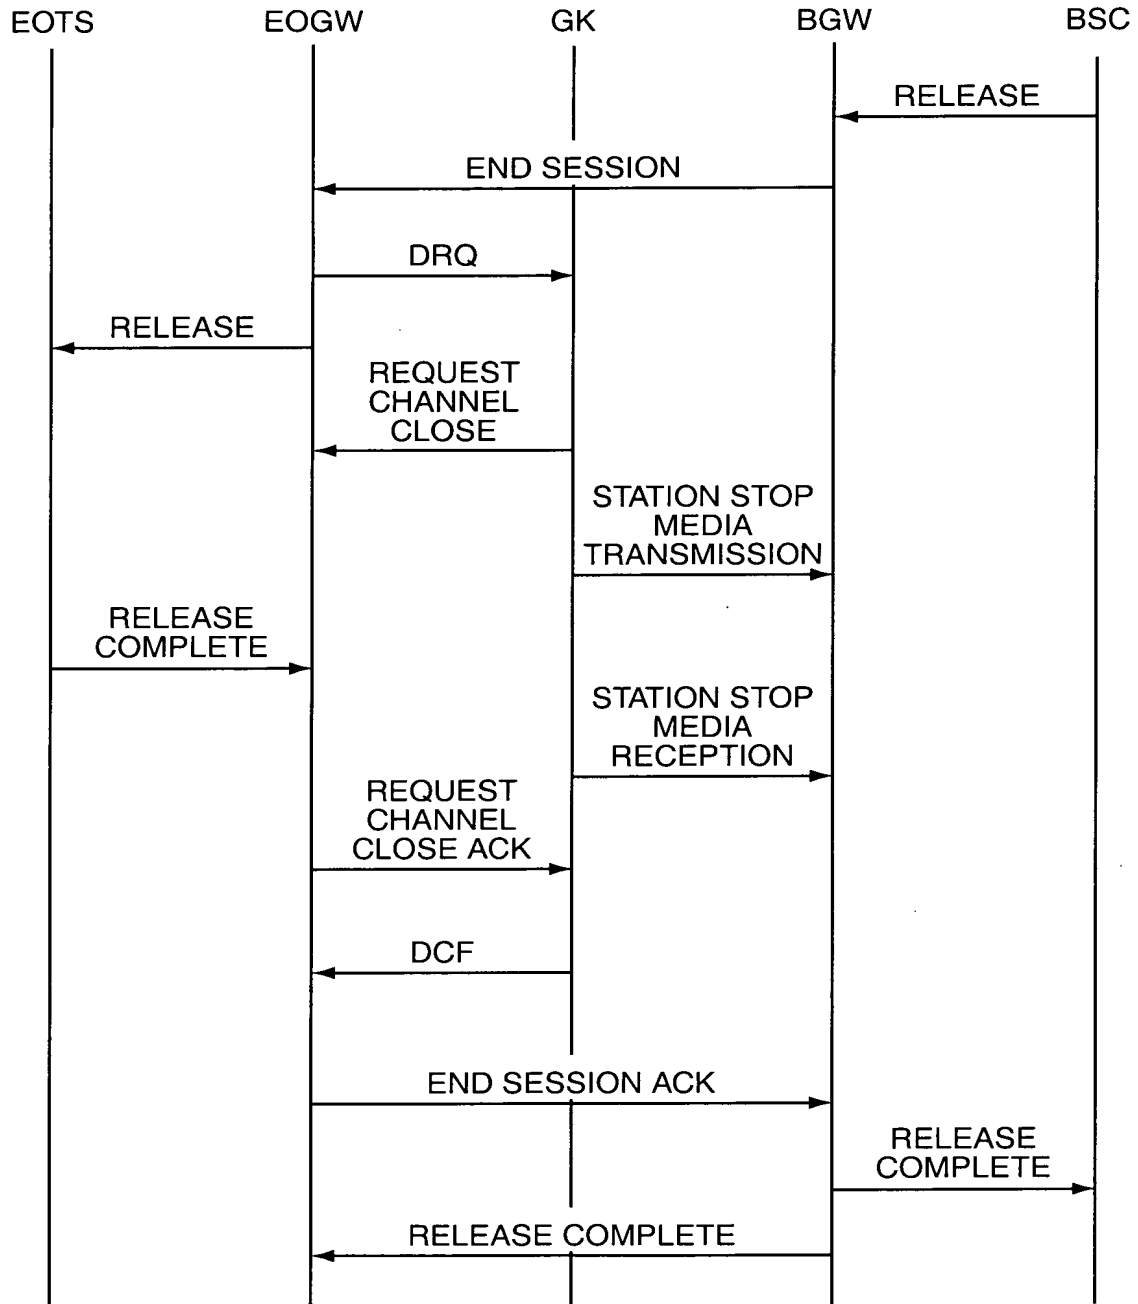 EOTS EOGW GK BGW BSC
RELEASE
END SESSION
DRQ
RELEASE
REQUEST
CHANNEL
CLOSE
STATION STOP
MEDIA
TRANSMISSION
RELEASE
COMPLETE
STATION STOP
MEDIA
RECEPTION
REQUEST
CHANNEL
CLOSE ACK
DCF
END SESSION ACK
RELEASE
COMPLETE
RELEASE COMPLETE